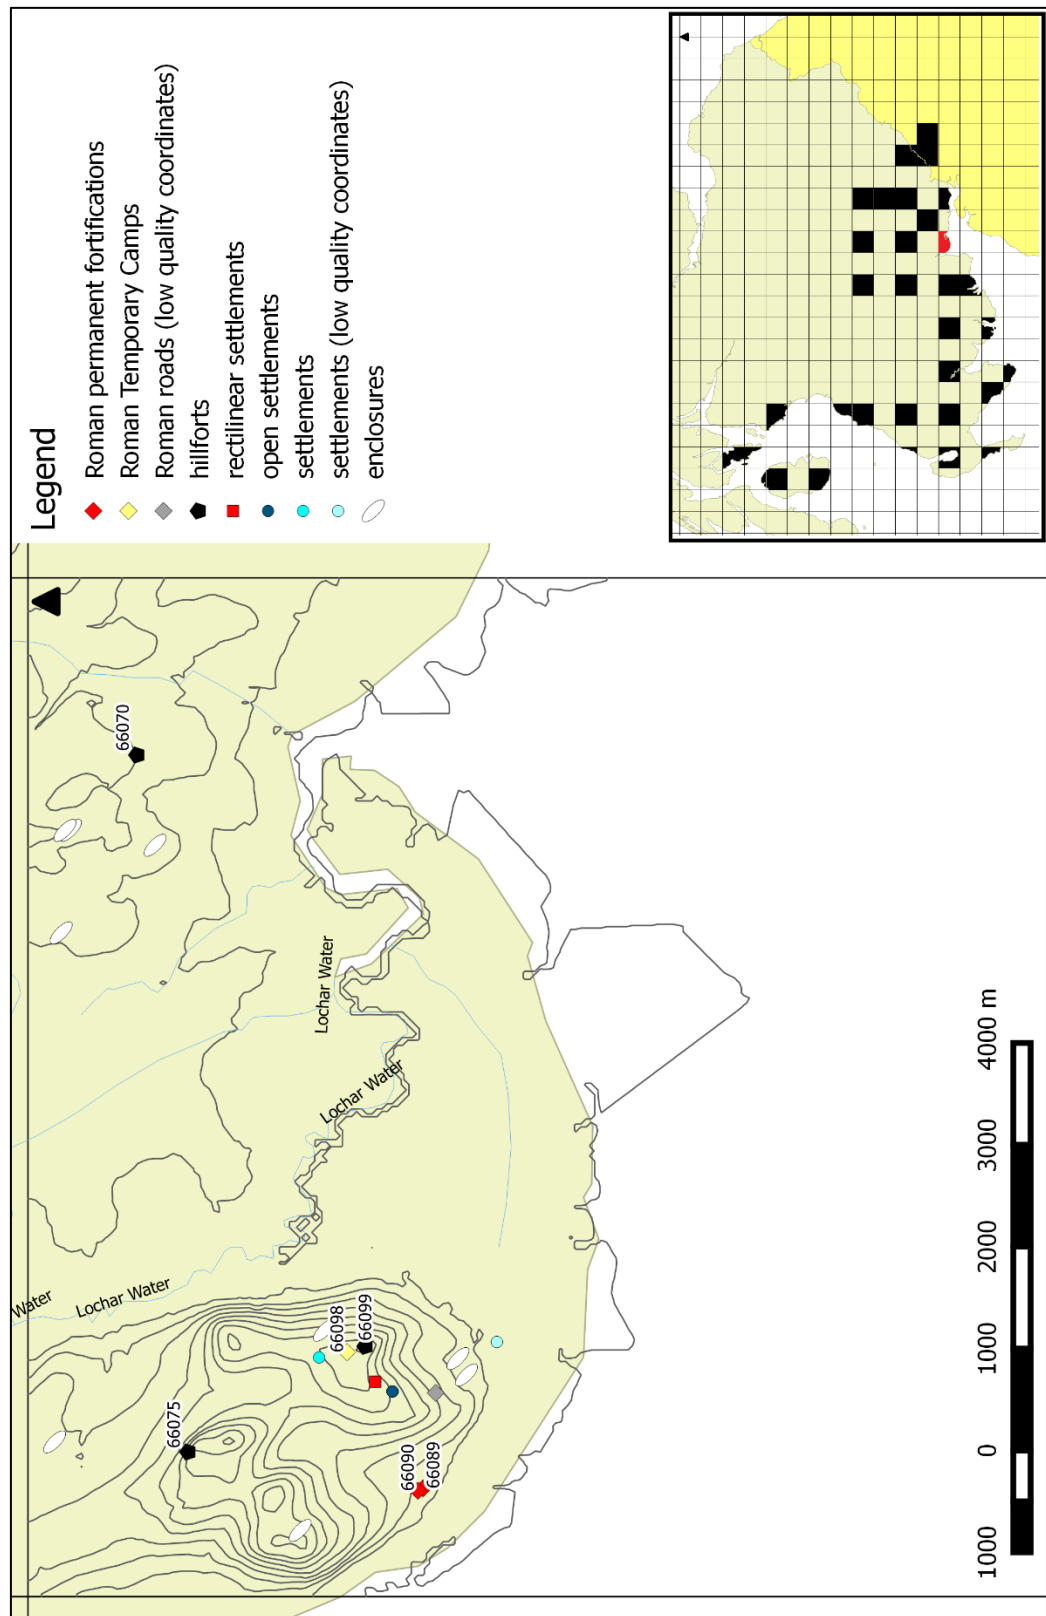 Legend
Roman permanent fortifications
Roman Temporary Camps
Roman roads (low quality coordinates)
hillforts
rectilinear settlements
open settlements
settlements
settlements (low quality coordinates)
enclosures
66070
Lochar Water
Lochar Water
Lochar Water
Water
66098
66099
66075
66090
66089
1000 0 1000 2000 3000 4000 m